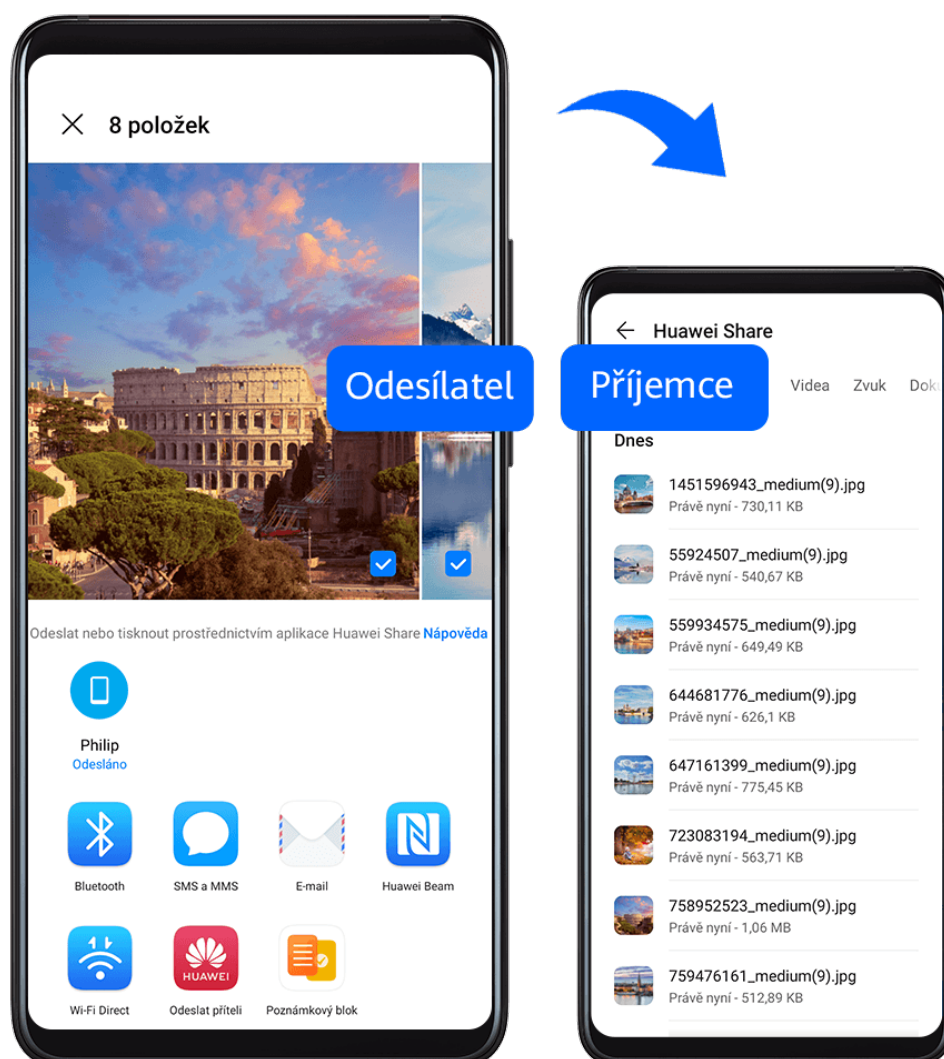 8 položek
Odesílatel
Odeslat nebo tisknout prostřednictvím aplikace Huawei Share Nápověda
Philip
Odesláno
Bluetooth
SMS a MMS
E-mail
Huawei Beam
HUAWEI
Wi-Fi Direct
Odeslat příteli
Poznámkový blok
Huawei Share
Příjemce
Videa Zvuk Dok
Dnes
1451596943_medium(9).jpg
Právě nyní - 730,11 KB
55924507_medium(9).jpg
Právě nyní - 540,67 KB
559934575_medium(9).jpg
Právě nyní - 649,49 KB
644681776_medium(9).jpg
Právě nyní - 626,1 KB
647161399_medium(9).jpg
Právě nyní - 775,45 KB
723083194_medium(9).jpg
Právě nyní - 563,71 KB
758952523_medium(9).jpg
Právě nyní - 1,06 MB
759476161_medium(9).jpg
Právě nyní - 512,89 KB